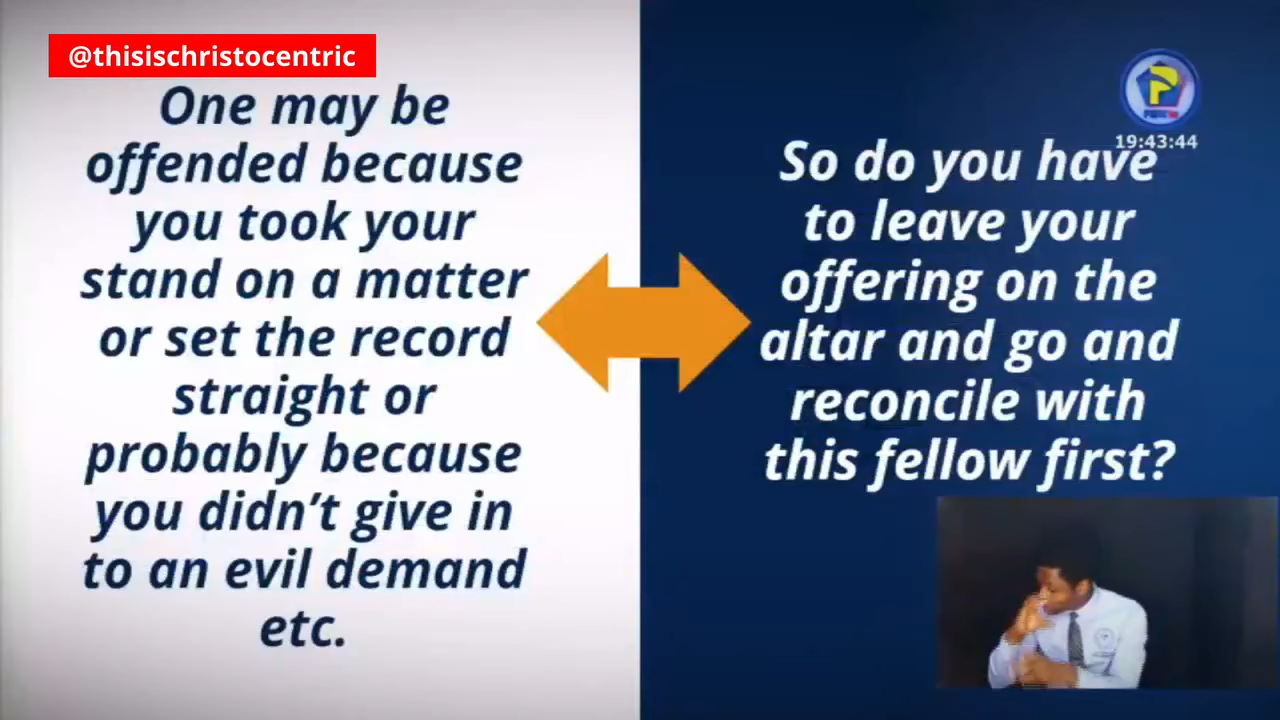 @thisischristocentric
One may be
offended because
you took your
stand on a matter
or set the record
straight or
probably because
you didn't give in
to an evil demand
etc.
19:43:44
So do you have
to leave your
offering on the
altar and go and
reconcile with
this fellow first?